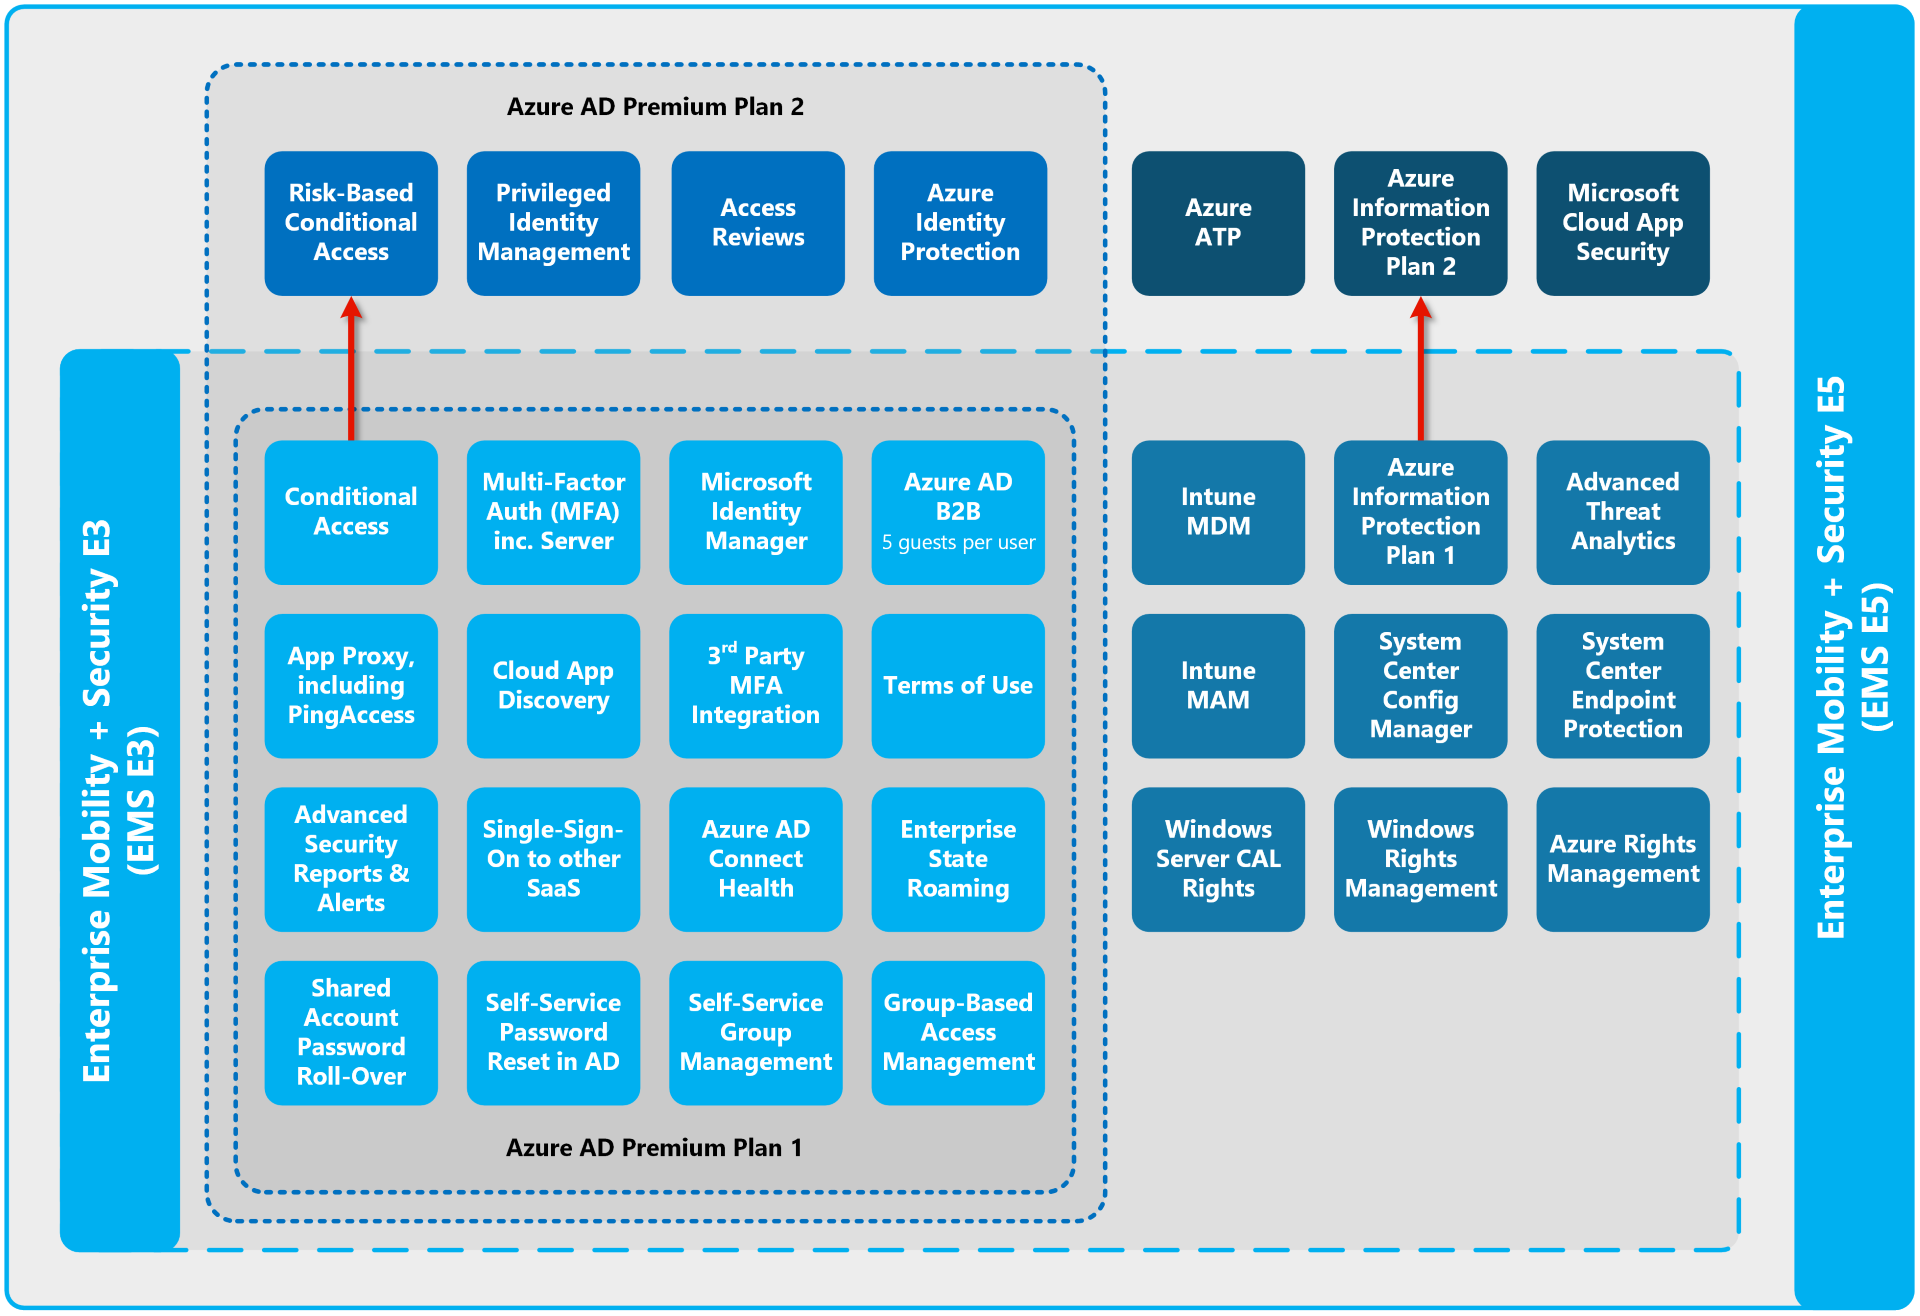 Azure AD Premium Plan 2
Risk-Based
Conditional
Access
Privileged
Identity
Management
Access
Reviews
Azure
Identity
Protection
Azure
ATP
Azure
Information
Protection
Plan 2
Microsoft
Cloud App
Security
Enterprise Mobility + Security E3
(EMS E3)
Conditional
Access
Multi-Factor
Auth (MFA)
inc. Server
Microsoft
Identity
Manager
Azure AD
B2B
5 guests per user
Intune
MDM
Azure
Information
Protection
Plan 1
Advanced
Threat
Analytics
App Proxy,
including
PingAccess
Cloud App
Discovery
3rd Party
MFA
Integration
Terms of Use
Intune
MAM
System
Center
Config
Manager
System
Center
Endpoint
Protection
Advanced
Security
Reports &
Alerts
Single-Sign-
On to other
SaaS
Azure AD
Connect
Health
Enterprise
State
Roaming
Windows
Server CAL
Rights
Windows
Rights
Management
Azure Rights
Management
Shared
Account
Password
Roll-Over
Self-Service
Password
Reset in AD
Self-Service
Group
Management
Group-Based
Access
Management
Azure AD Premium Plan 1
Enterprise Mobility + Security E5
(EMS E5)